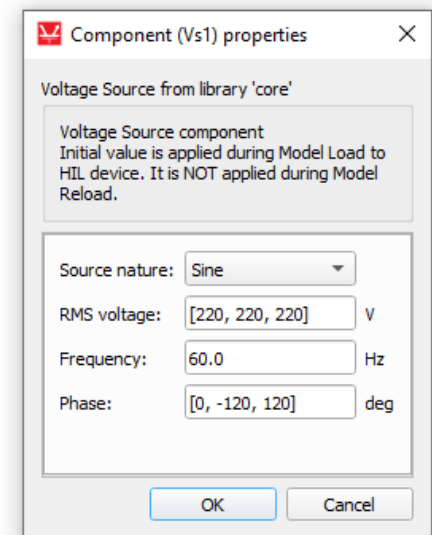 Component (Vs1) properties
Voltage Source from library 'core'
Voltage Source component
Initial value is applied during Model Load to
HIL device. It is NOT applied during Model
Reload.
Source nature: Sine
RMS voltage: [220, 220, 220] V
Frequency: 60.0 Hz
Phase: [0, -120, 120] deg
OK Cancel